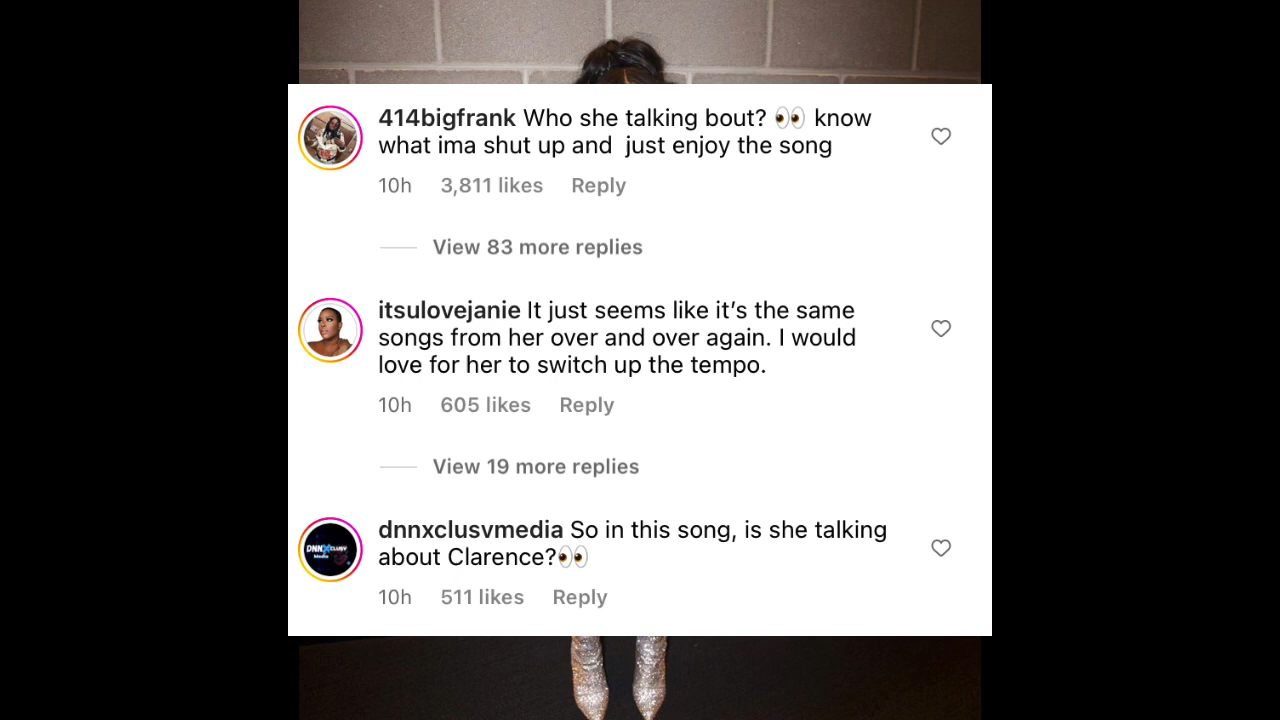 414bigfrank Who she talking bout? 👀 know
what ima shut up and just enjoy the song
10h 3,811 likes Reply
View 83 more replies
itsulovejanie It just seems like it’s the same
songs from her over and over again. I would
love for her to switch up the tempo.
10h 605 likes Reply
View 19 more replies
DNNXCLUSV
dnnxclusvmedia So in this song, is she talking
about Clarence?👀
10h 511 likes Reply